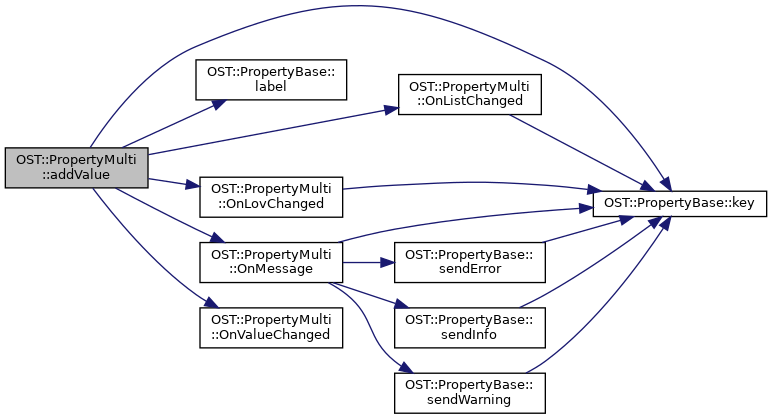 OST::PropertyMulti
::addValue
OST::PropertyBase::
label
OST::PropertyMulti
::OnListChanged
OST::PropertyMulti
::OnLovChanged
OST::PropertyBase::key
OST::PropertyMulti
::OnMessage
OST::PropertyBase::
sendError
OST::PropertyMulti
::OnValueChanged
OST::PropertyBase::
sendInfo
OST::PropertyBase::
sendWarning